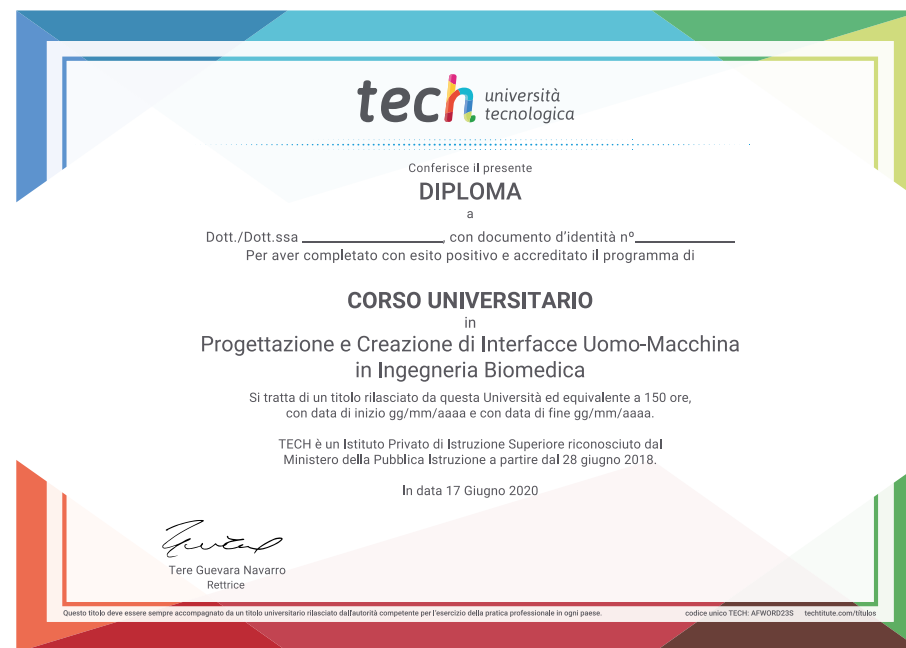 tech università
tecnologica
Conferisce il presente
DIPLOMA
a
Dott./Dott.ssa ____________________, con documento d'identità nº______________
Per aver completato con esito positivo e accreditato il programma di
CORSO UNIVERSITARIO
in
Progettazione e Creazione di Interfacce Uomo-Macchina
in Ingegneria Biomedica
Si tratta di un titolo rilasciato da questa Università ed equivalente a 150 ore,
con data di inizio gg/mm/aaaa e con data di fine gg/mm/aaaa.
TECH è un Istituto Privato di Istruzione Superiore riconosciuto dal
Ministero della Pubblica Istruzione a partire dal 28 giugno 2018.
In data 17 Giugno 2020
Tere Guevara Navarro
Rettrice
Questo titolo deve essere sempre accompagnato da un titolo universitario rilasciato dall'autorità competente per l'esercizio della pratica professionale in ogni paese. codice unico TECH: AFWORD23S techtitute.com/títulos